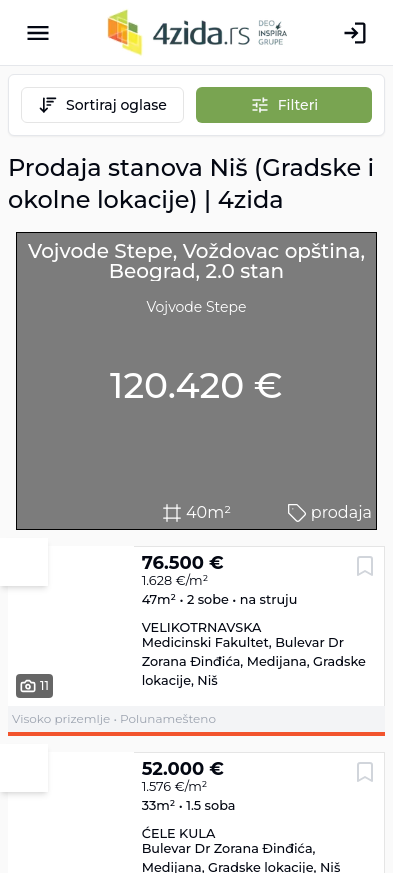 4zida.rs DEO INSPIRA GRUPE
Sortiraj oglase
Filteri
Prodaja stanova Niš (Gradske i
okolne lokacije) | 4zida
Vojvode Stepe, Voždovac opština,
Beograd, 2.0 stan
Vojvode Stepe
120.420 €
40m²
prodaja
76.500 €
1.628 €/m²
47m² • 2 sobe • na struju
VELIKOTRNAVSKA
Medicinski Fakultet, Bulevar Dr
Zorana Đinđića, Medijana, Gradske
lokacije, Niš
11
Visoko prizemlje • Polunamešteno
52.000 €
1.576 €/m²
33m² • 1.5 soba
ĆELE KULA
Bulevar Dr Zorana Đinđića,
Medijana, Gradske lokacije, Niš